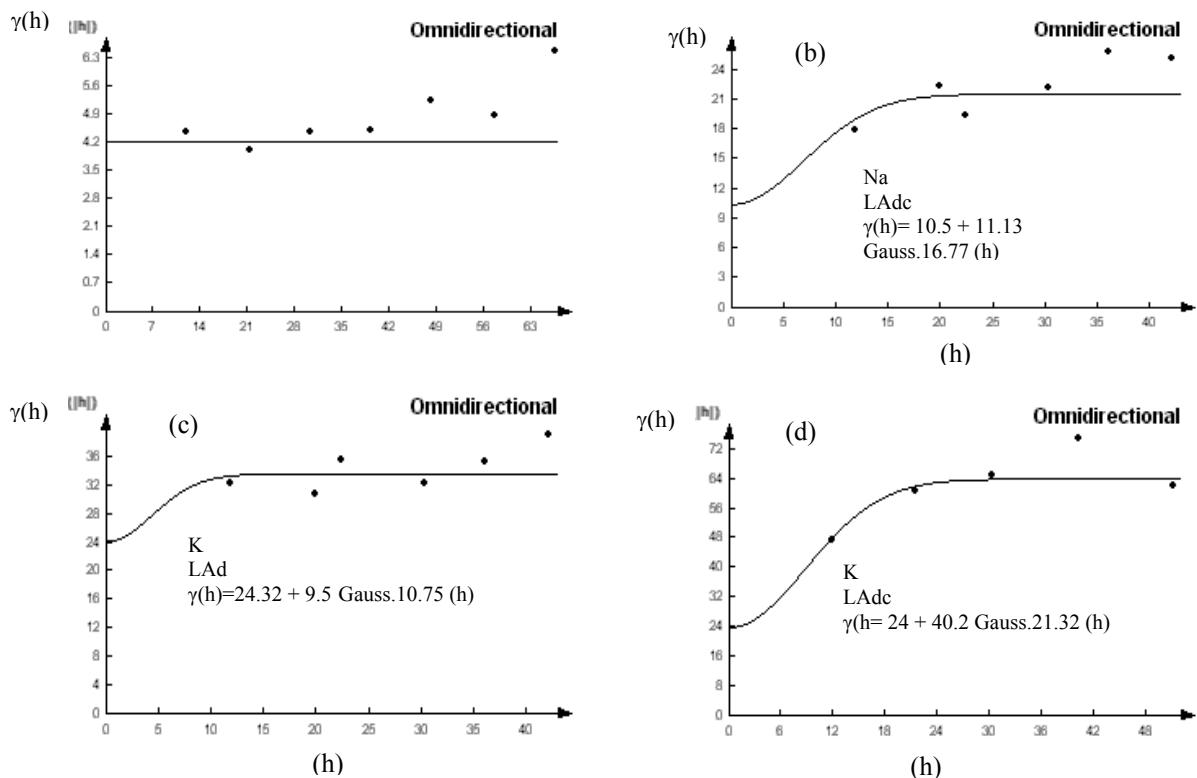 γ(h)
(|h|)
Omnidirectional
6.3
5.6
4.9
4.2
3.5
2.8
2.1
1.4
0.7
0
0 7 14 21 28 35 42 49 56 63
γ(h)
(b)
Omnidirectional
24
21
18
15
12
9
6
3
0
0 5 10 15 20 25 30 35 40
Na
LAdc
γ(h)= 10.5 + 11.13
Gauss.16.77 (h)
(h)
γ(h)
(|h|)
(c)
Omnidirectional
36
32
28
24
20
16
12
8
4
0
0 5 10 15 20 25 30 35 40
K
LAd
γ(h)=24.32 + 9.5 Gauss.10.75 (h)
(h)
γ(h)
|h|)
(d)
Omnidirectional
72
64
56
48
40
32
24
16
8
0
0 6 12 18 24 30 36 42 48
K
LAdc
γ(h= 24 + 40.2 Gauss.21.32 (h)
(h)